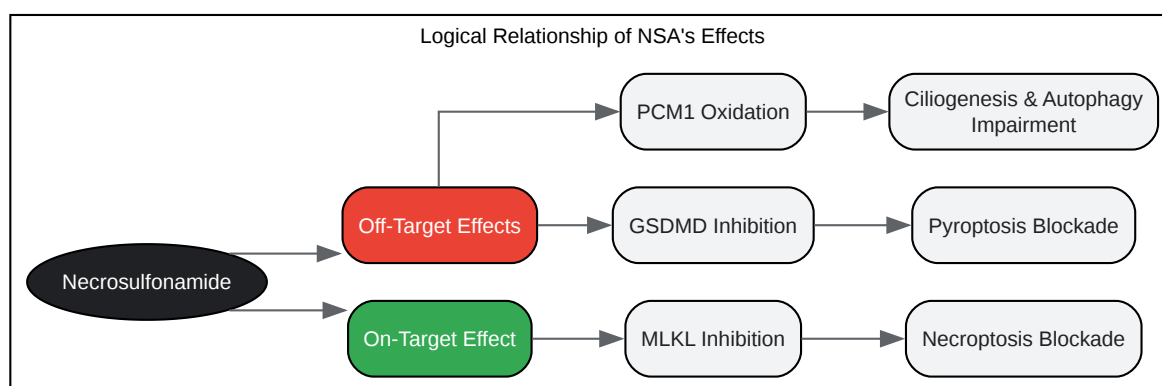 Logical Relationship of NSA's Effects
PCM1 Oxidation
Ciliogenesis & Autophagy
Impairment
Off-Target Effects
GSDMD Inhibition
Pyroptosis Blockade
Necrosulfonamide
On-Target Effect
MLKL Inhibition
Necroptosis Blockade